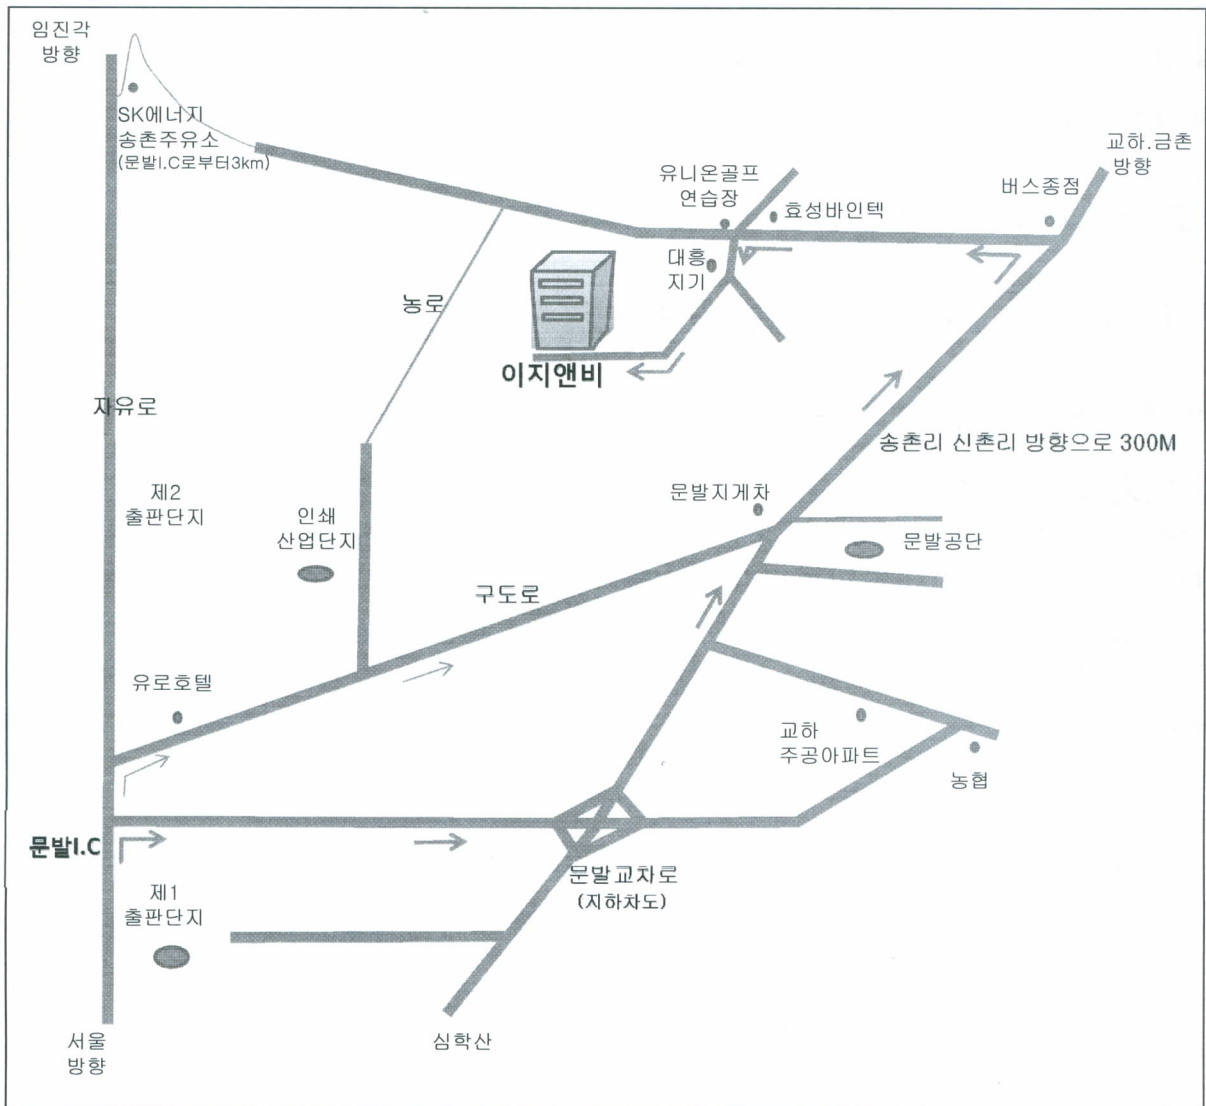 임진각
방향
SK에너지
송촌주유소
(문발I.C로부터3km)
교하.금촌
방향
유니온골프
연습장
버스종점
효성바인텍
대흥
지기
농로
이지앤비
자유로
송촌리 신촌리 방향으로 300M
제2
출판단지
문발지게차
인쇄
산업단지
문발공단
구도로
유로호텔
교하
주공아파트
농협
문발I.C
문발교차로
(지하차도)
제1
출판단지
서울
방향
심학산